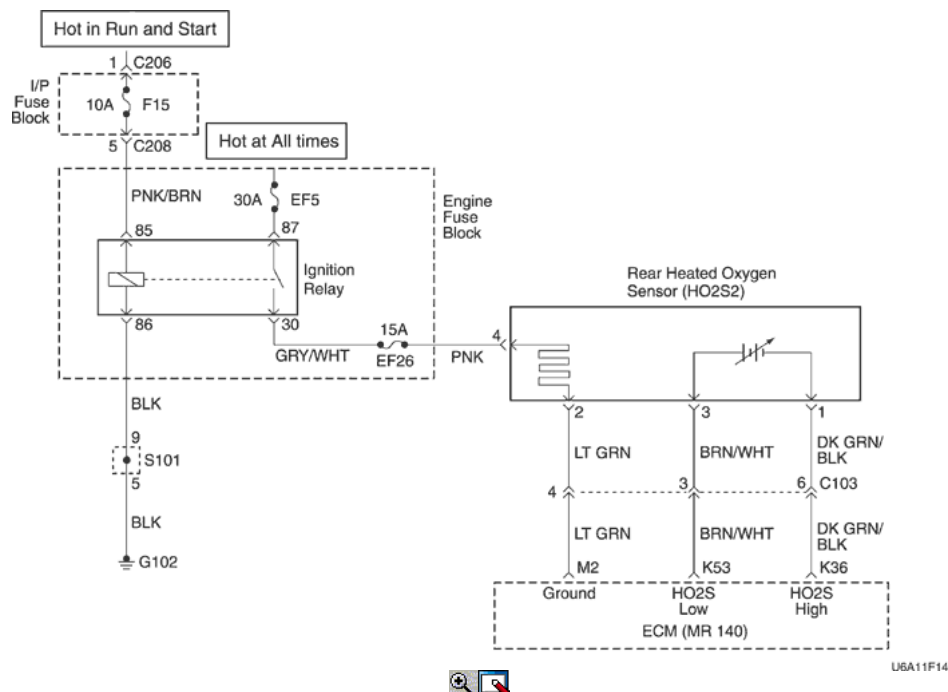 Hot in Run and Start
1 C206
I/P
Fuse
Block
10A F15
5 C208
Hot at All times
PNK/BRN
30A EF5
Engine
Fuse
Block
85
87
Ignition
Relay
86
30
15A
EF26
GRY/WHT
PNK
Rear Heated Oxygen
Sensor (HO2S2)
4
2
3
1
BLK
9
S101
5
BLK
G102
LT GRN
BRN/WHT
DK GRN/
BLK
4
3
6 C103
LT GRN
BRN/WHT
DK GRN/
BLK
M2
K53
K36
Ground
HO2S
Low
HO2S
High
ECM (MR 140)
U6A11F14